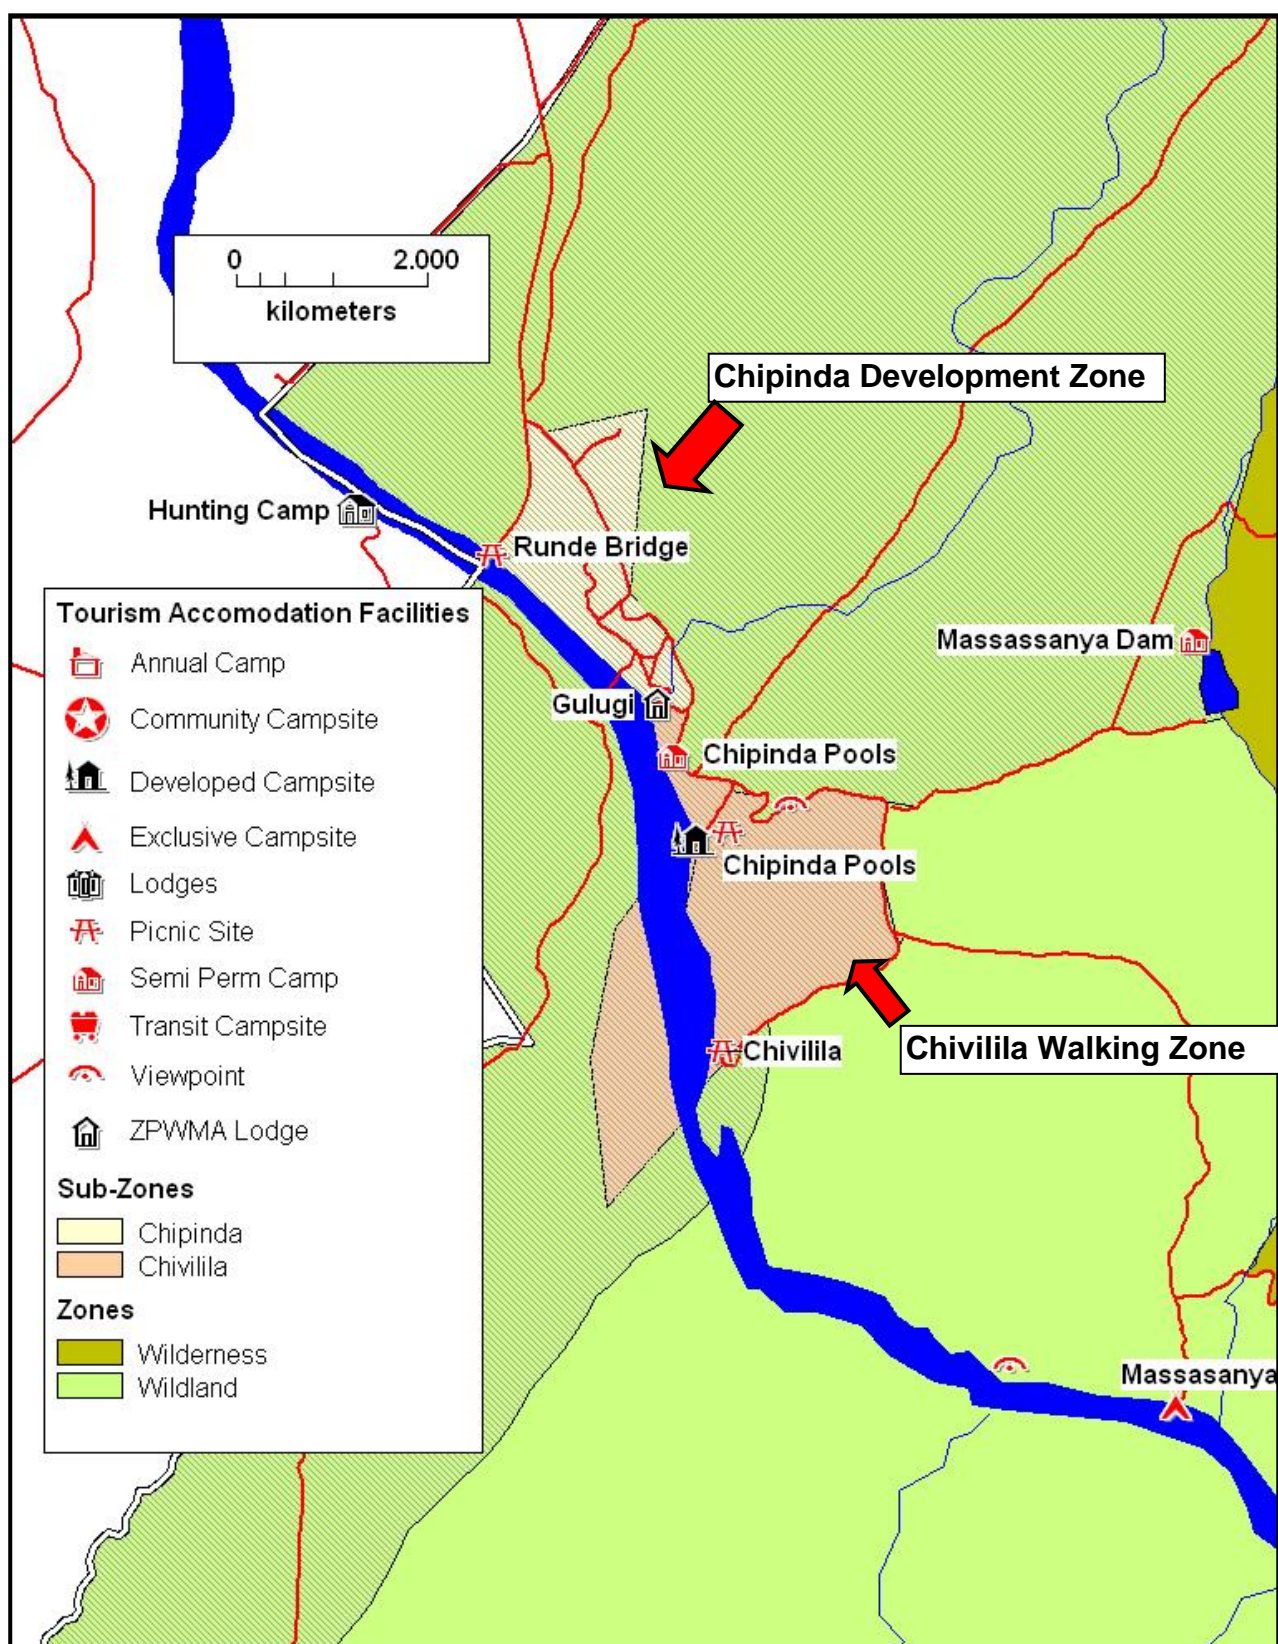 0 2.000
kilometers
Chipinda Development Zone
Hunting Camp
Runde Bridge
Tourism Accomodation Facilities
Annual Camp
Community Campsite
Developed Campsite
Exclusive Campsite
Lodges
Picnic Site
Semi Perm Camp
Transit Campsite
Viewpoint
ZPWMA Lodge
Sub-Zones
Chipinda
Chivilila
Zones
Wilderness
Wildland
Massassanya Dam
Gulugi
Chipinda Pools
Chipinda Pools
Chivilila
Chivilila Walking Zone
Massasanya